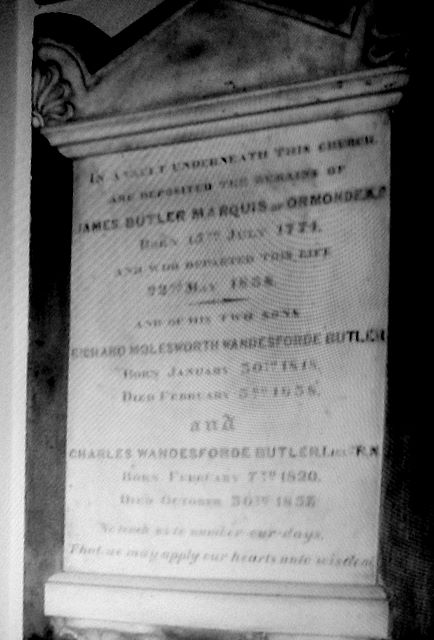 IN A VAULT UNDERNEATH THIS CHURCH
ARE DEPOSITED THE REMAINS OF
JAMES BUTLER MARQUIS OF ORMONDE K.P.
BORN 15TH JULY 1774,
AND WHO DEPARTED THIS LIFE
22ND MAY 1838.
AND OF HIS TWO SONS
RICHARD MOLESWORTH WANDESFORDE BUTLER
BORN JANUARY 30TH 1818,
DIED FEBRUARY 1838.
and
CHARLES WANDESFORDE BUTLER, LIEUT R.N.
BORN FEBRUARY 7TH 1820.
DIED OCTOBER 30TH
So teach us to number our days,
That we may apply our hearts unto wisdom